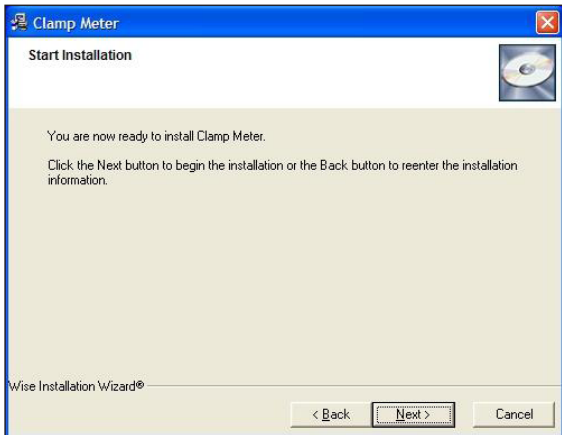 Clamp Meter
Start Installation
You are now ready to install Clamp Meter.
Click the Next button to begin the installation or the Back button to reenter the installation
information.
Wise Installation Wizard®
< Back
Next >
Cancel